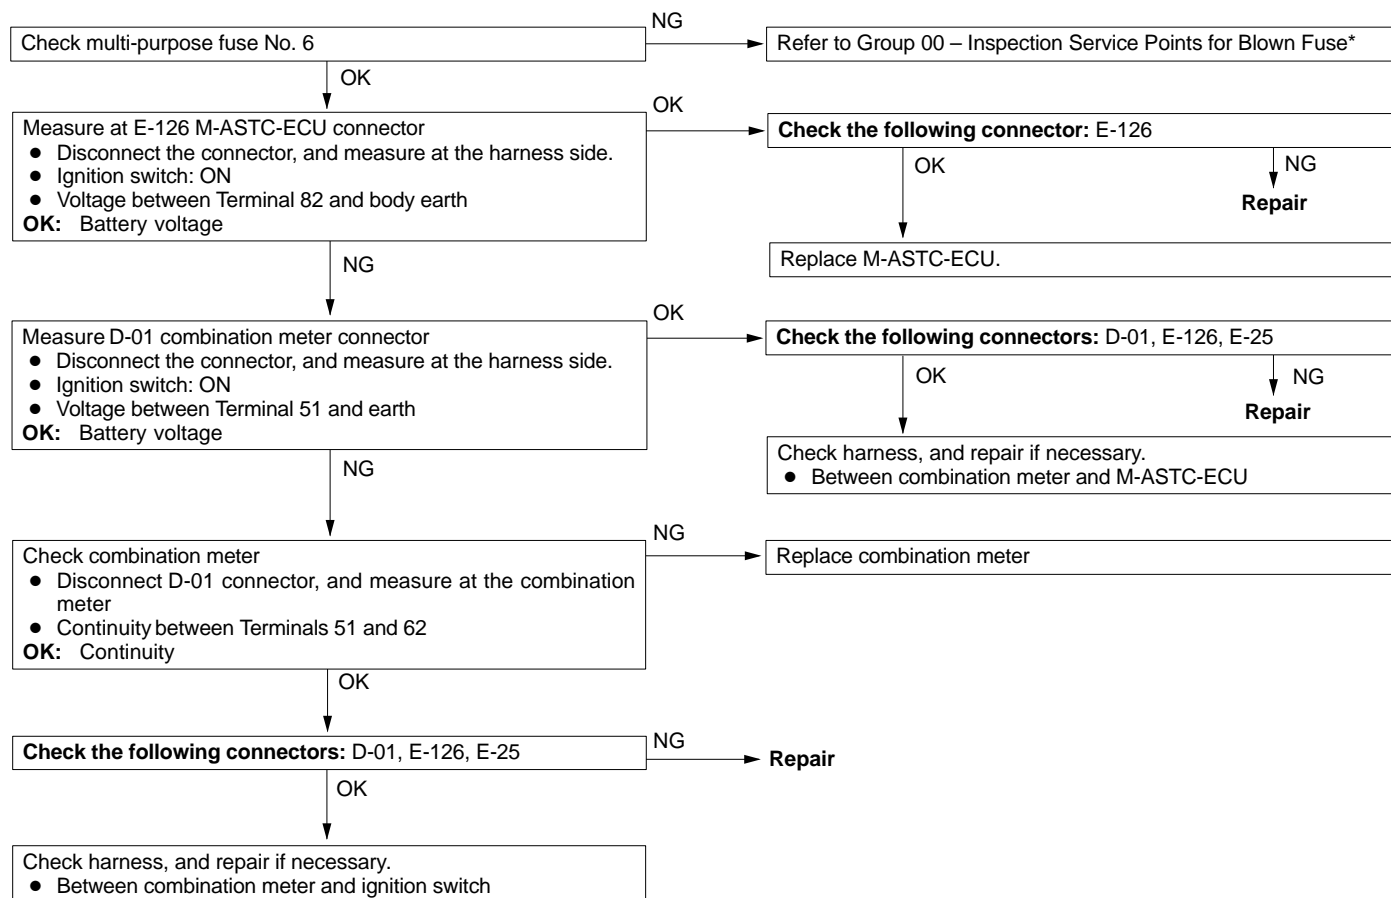 NG
Check multi-purpose fuse No. 6
Refer to Group 00 – Inspection Service Points for Blown Fuse*
OK
Measure at E-126 M-ASTC-ECU connector
● Disconnect the connector, and measure at the harness side.
● Ignition switch: ON
● Voltage between Terminal 82 and body earth
OK: Battery voltage
OK
Check the following connector: E-126
OK
NG
Repair
Replace M-ASTC-ECU.
NG
Measure D-01 combination meter connector
● Disconnect the connector, and measure at the harness side.
● Ignition switch: ON
● Voltage between Terminal 51 and earth
OK: Battery voltage
OK
Check the following connectors: D-01, E-126, E-25
OK
NG
Repair
Check harness, and repair if necessary.
● Between combination meter and M-ASTC-ECU
NG
Check combination meter
● Disconnect D-01 connector, and measure at the combination
meter
● Continuity between Terminals 51 and 62
OK: Continuity
NG
Replace combination meter
OK
Check the following connectors: D-01, E-126, E-25
NG
Repair
OK
Check harness, and repair if necessary.
● Between combination meter and ignition switch